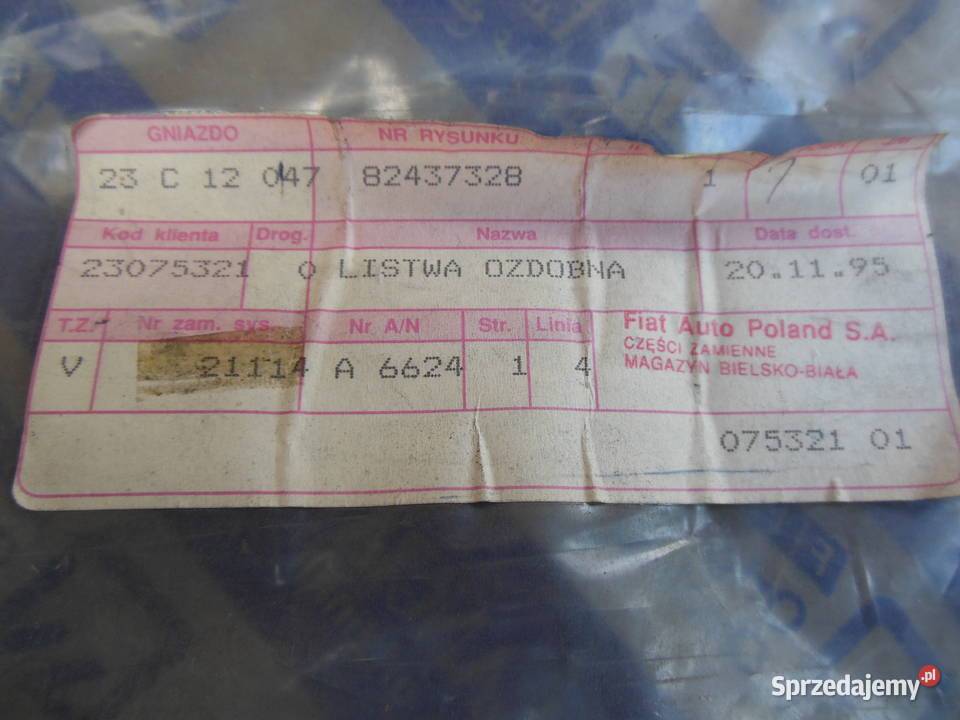 GNIAZDO NR RYSUNKU
23 C 12 047 82437328 1 01
Kod klienta Drog. Nazwa Data dost.
23075321 0 LISTWA OZDOBNA 20.11.95
T.Z. Nr zam. sys. Nr A/N Str. Linia Fiat Auto Poland S.A.
CZĘŚCI ZAMIENNE
V 21114 A 6624 1 4 MAGAZYN BIELSKO-BIAŁA
075321 01
Sprzedajemy.pl